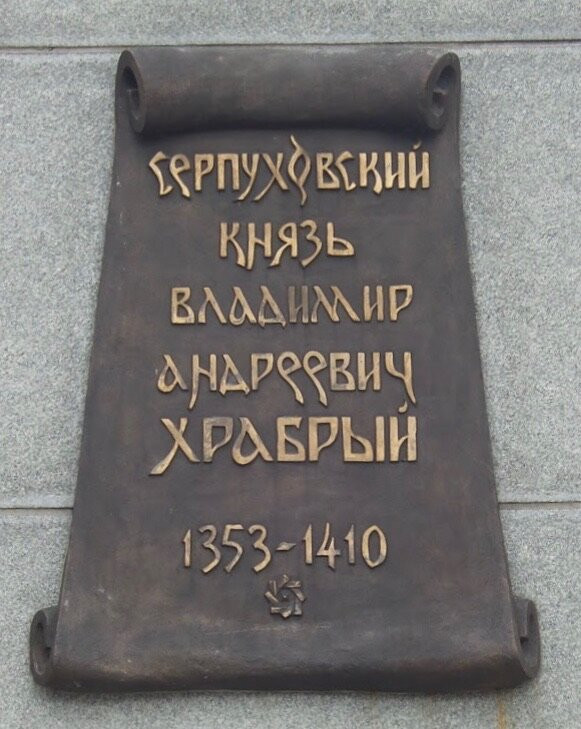 Серпуховский
князь
Владимир
Андреевич
Храбрый
1353-1410